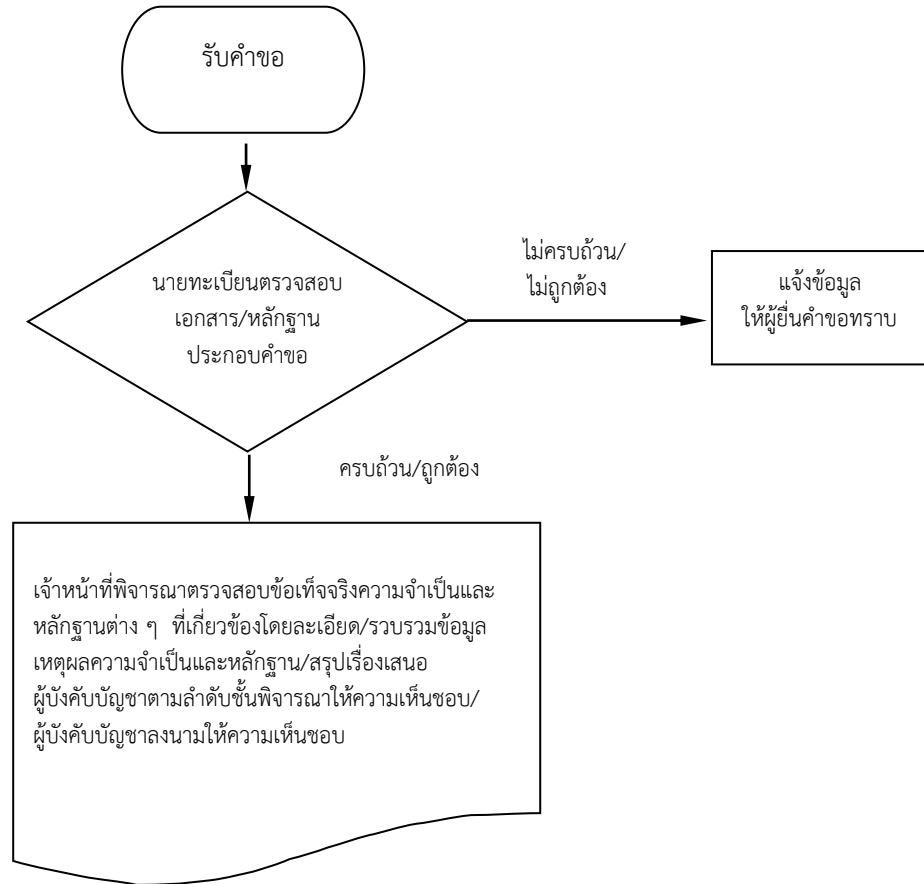 รับคำขอ
นายทะเบียนตรวจสอบ
เอกสาร/หลักฐาน
ประกอบคำขอ
ไม่ครบถ้วน/
ไม่ถูกต้อง
แจ้งข้อมูล
ให้ผู้ยื่นคำขอทราบ
ครบถ้วน/ถูกต้อง
เจ้าหน้าที่พิจารณาตรวจสอบข้อเท็จจริงความจำเป็นและ
หลักฐานต่าง ๆ ที่เกี่ยวข้องโดยละเอียด/รวบรวมข้อมูล
เหตุผลความจำเป็นและหลักฐาน/สรุปเรื่องเสนอ
ผู้บังคับบัญชาตามลำดับชั้นพิจารณาให้ความเห็นชอบ/
ผู้บังคับบัญชาลงนามให้ความเห็นชอบ